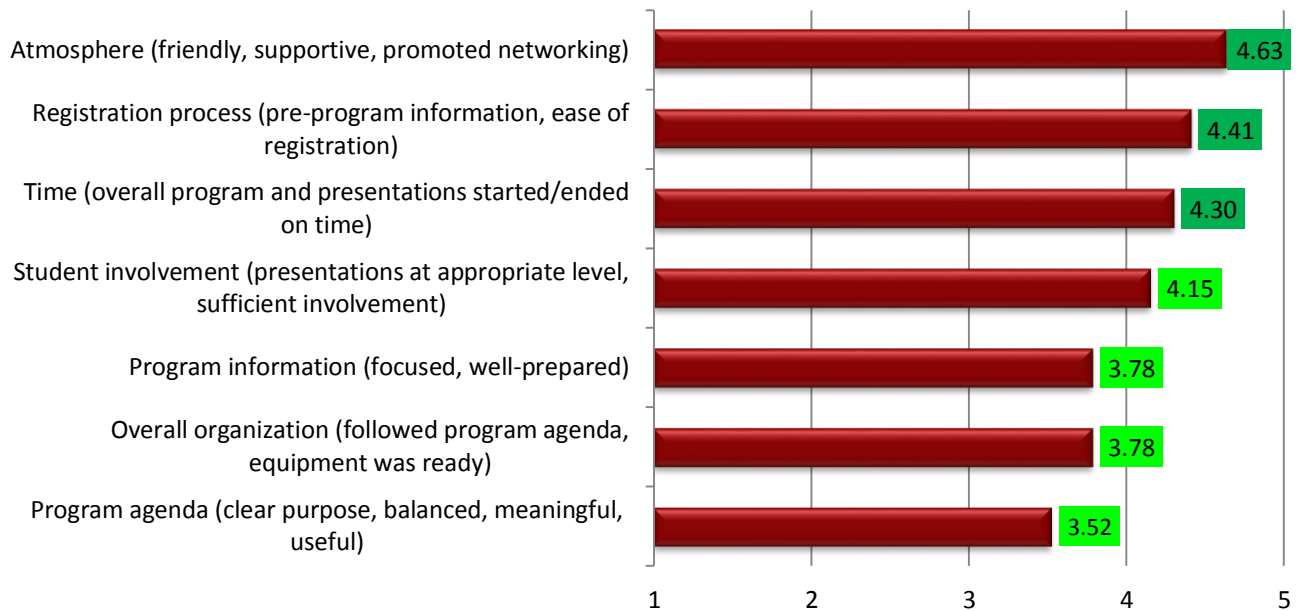 Atmosphere (friendly, supportive, promoted networking)
4.63
Registration process (pre-program information, ease of
registration)
4.41
Time (overall program and presentations started/ended
on time)
4.30
Student involvement (presentations at appropriate level,
sufficient involvement)
4.15
Program information (focused, well-prepared)
3.78
Overall organization (followed program agenda,
equipment was ready)
3.78
Program agenda (clear purpose, balanced, meaningful,
useful)
3.52
1 2 3 4 5